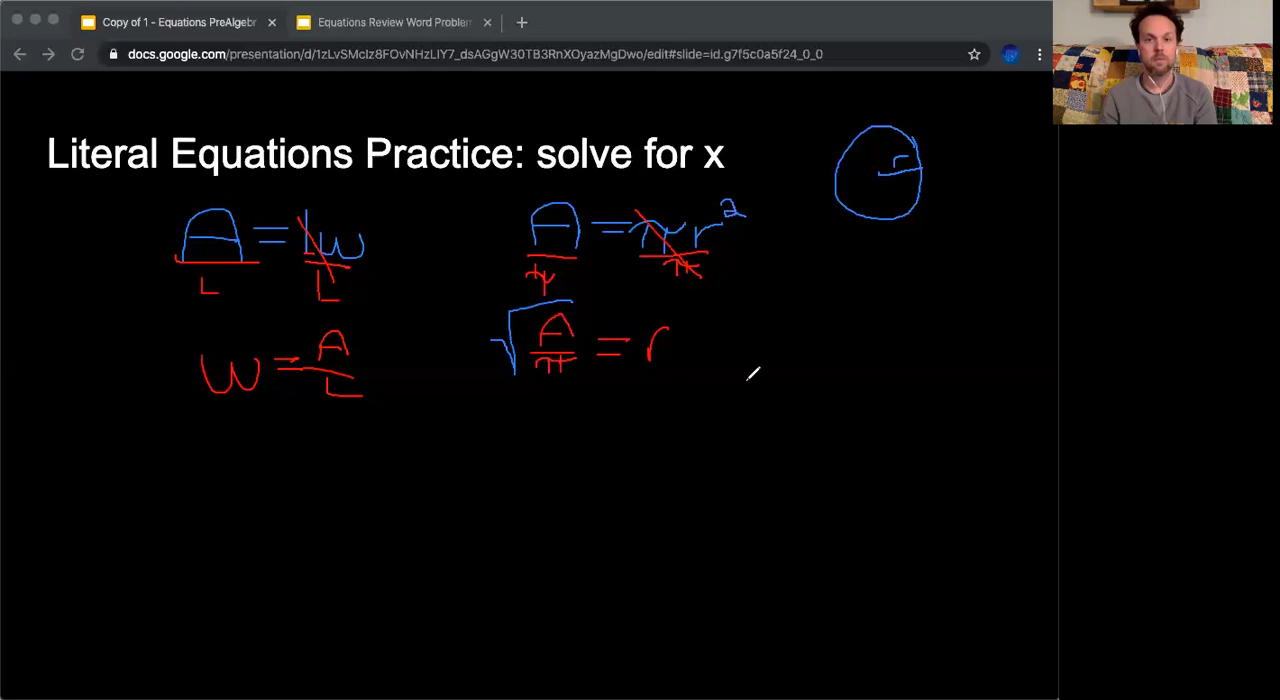 Copy of 1 - Equations PreAlgebr
Equations Review Word Problem
docs.google.com/presentation/d/1zLvSMcIz8FOvNHzLIY7_dsAGgW30TB3RnXOyazMgDwo/edit#slide=id.g7f5c0a5f24_0_0
Literal Equations Practice: solve for x
r
A = lw
L L
w = A/L
A = πr²
π π
√A/π = r